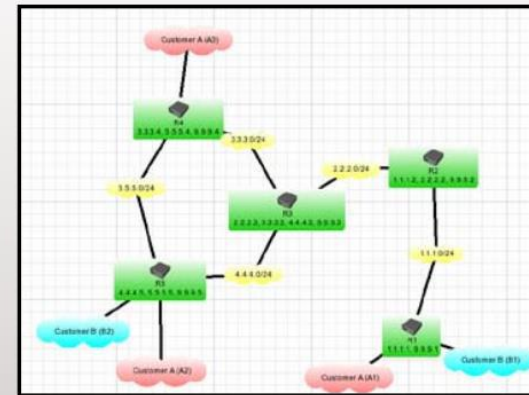 Customer A (A3)
R4
3.3.3.4, 5.5.5.4, 9.9.9.4
3.3.3.0/24
2.2.2.0/24
R2
1.1.1.2, 2.2.2.2, 9.9.9.2
5.5.5.0/24
R3
2.2.2.3, 3.3.3.3, 4.4.4.3, 9.9.9.3
1.1.1.0/24
R5
4.4.4.5, 5.5.5.5, 9.9.9.5
4.4.4.0/24
Customer B (B2)
R1
1.1.1.1, 9.9.9.1
Customer B (B1)
Customer A (A2)
Customer A (A1)